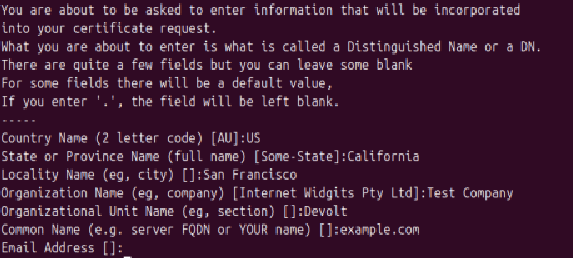 You are about to be asked to enter information that will be incorporated
into your certificate request.
What you are about to enter is what is called a Distinguished Name or a DN.
There are quite a few fields but you can leave some blank
For some fields there will be a default value,
If you enter '.', the field will be left blank.
-----
Country Name (2 letter code) [AU]:US
State or Province Name (full name) [Some-State]:California
Locality Name (eg, city) []:San Francisco
Organization Name (eg, company) [Internet Widgits Pty Ltd]:Test Company
Organizational Unit Name (eg, section) []:Devolt
Common Name (e.g. server FQDN or YOUR name) []:example.com
Email Address []: